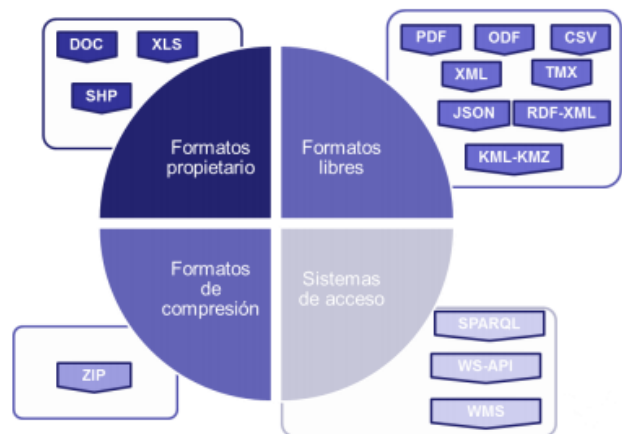 DOC XLS
SHP
Formatos
propietario
PDF ODF CSV
XML TMX
JSON RDF-XML
KML-KMZ
Formatos
libres
Formatos
de
compresión
ZIP
Sistemas
de acceso
SPARQL
WS-API
WMS